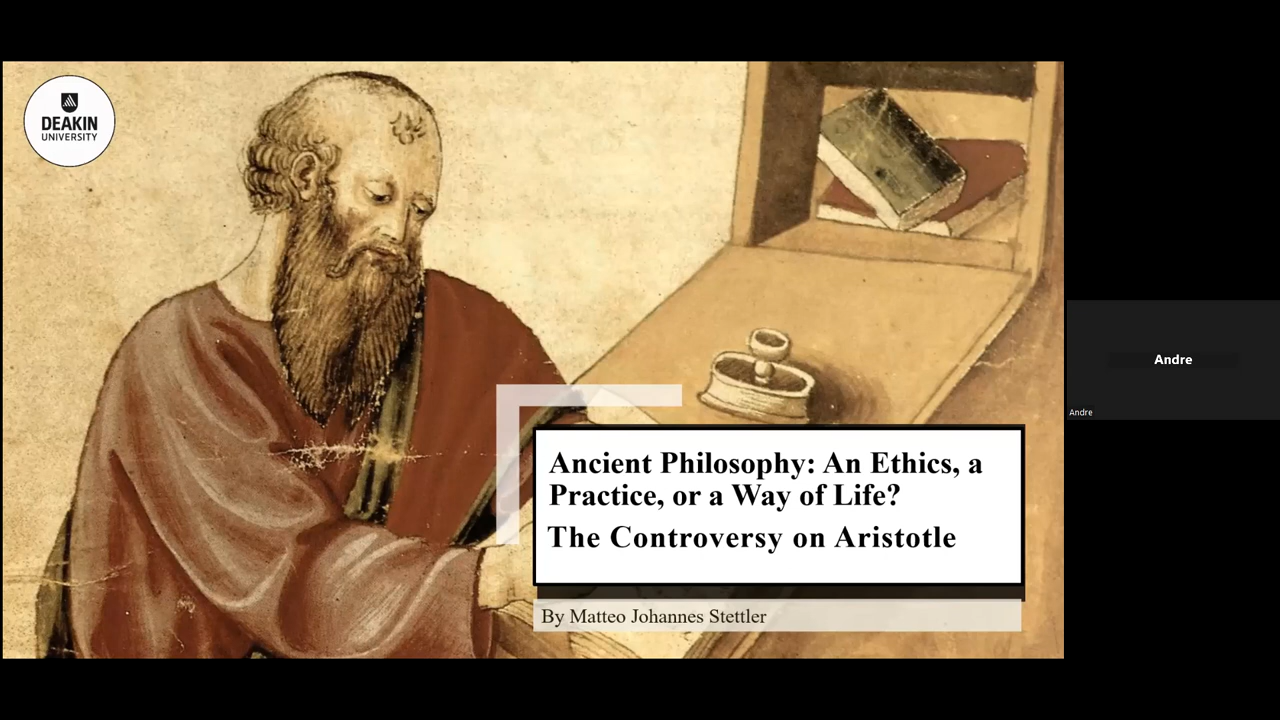 DEAKIN
UNIVERSITY
Ancient Philosophy: An Ethics, a
Practice, or a Way of Life?
The Controversy on Aristotle
By Matteo Johannes Stettler
Andre
Andre